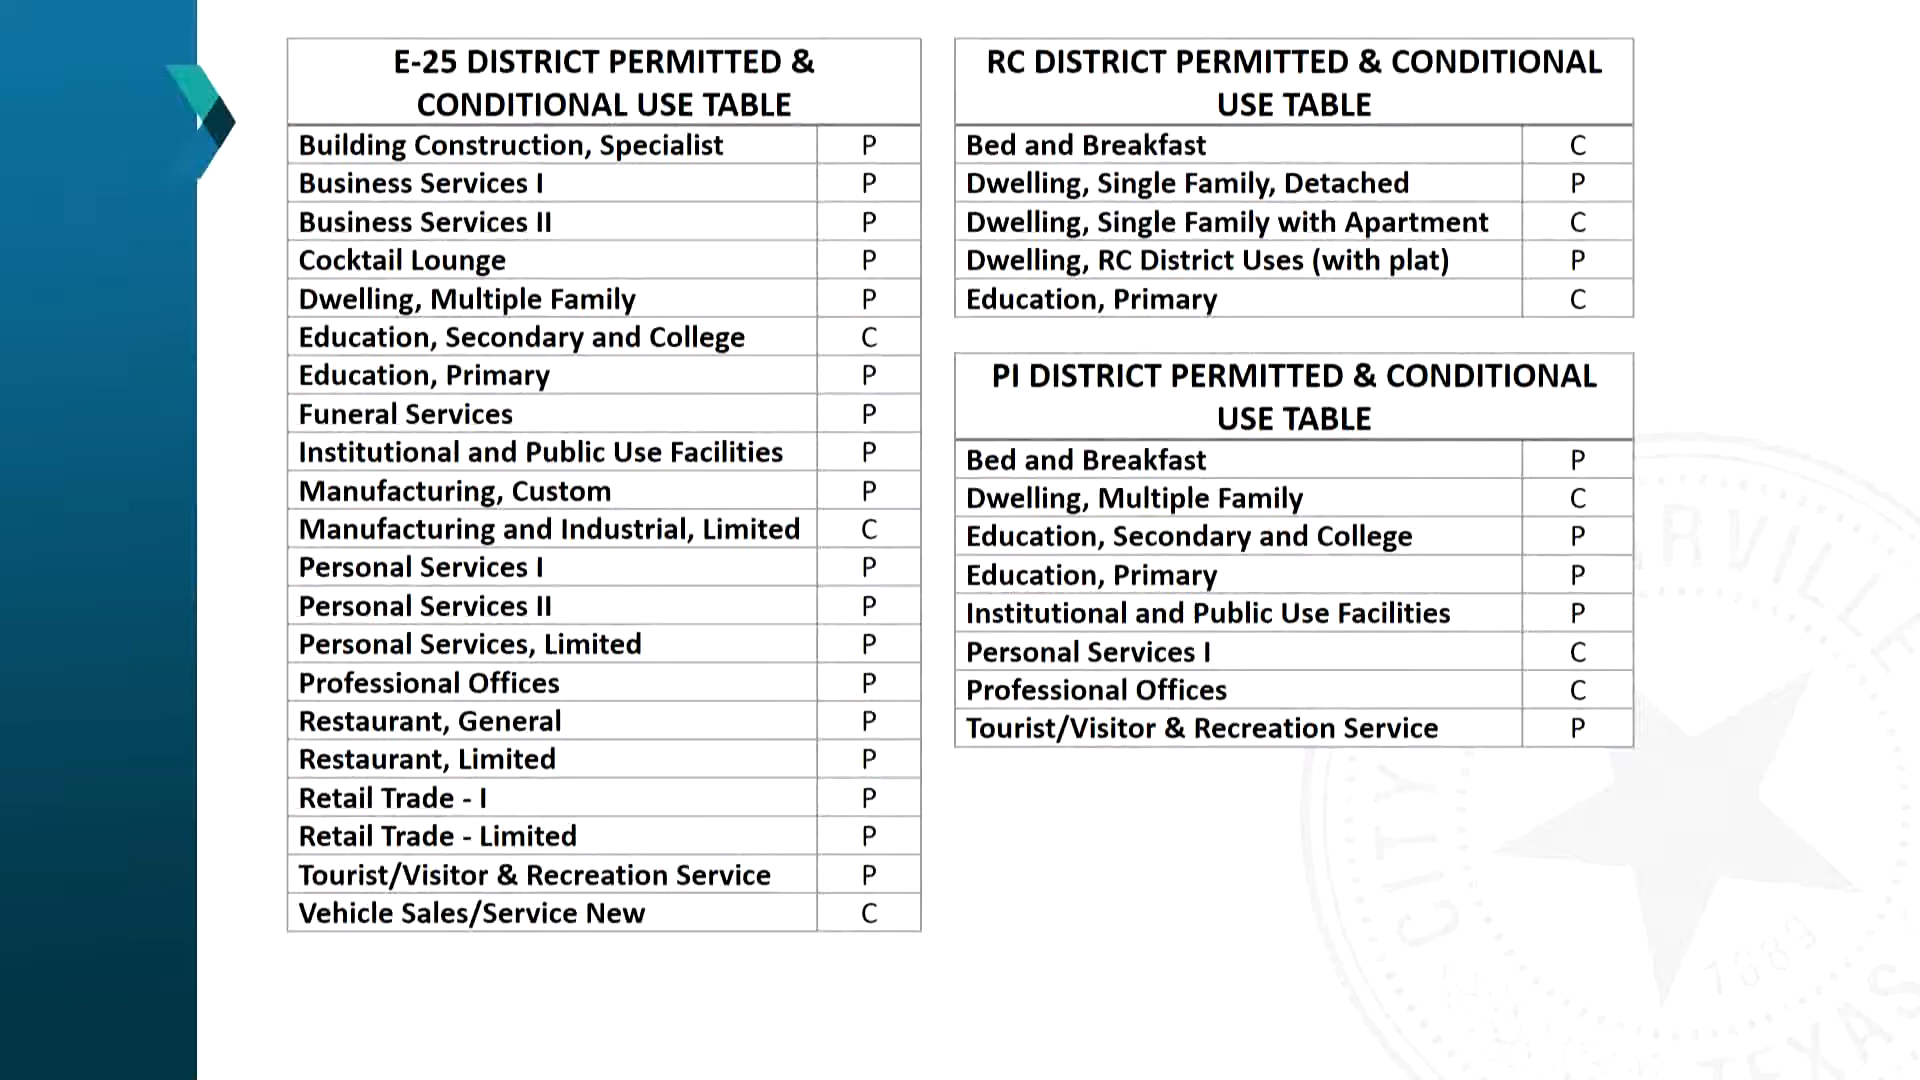 E-25 DISTRICT PERMITTED &
CONDITIONAL USE TABLE
Building Construction, Specialist P
Business Services I P
Business Services II P
Cocktail Lounge P
Dwelling, Multiple Family P
Education, Secondary and College C
Education, Primary P
Funeral Services P
Institutional and Public Use Facilities P
Manufacturing, Custom P
Manufacturing and Industrial, Limited C
Personal Services I P
Personal Services II P
Personal Services, Limited P
Professional Offices P
Restaurant, General P
Restaurant, Limited P
Retail Trade - I P
Retail Trade - Limited P
Tourist/Visitor & Recreation Service P
Vehicle Sales/Service New C
RC DISTRICT PERMITTED & CONDITIONAL
USE TABLE
Bed and Breakfast C
Dwelling, Single Family, Detached P
Dwelling, Single Family with Apartment C
Dwelling, RC District Uses (with plat) P
Education, Primary C
PI DISTRICT PERMITTED & CONDITIONAL
USE TABLE
Bed and Breakfast P
Dwelling, Multiple Family C
Education, Secondary and College P
Education, Primary P
Institutional and Public Use Facilities P
Personal Services I C
Professional Offices C
Tourist/Visitor & Recreation Service P
CITY
1889
TEXAS